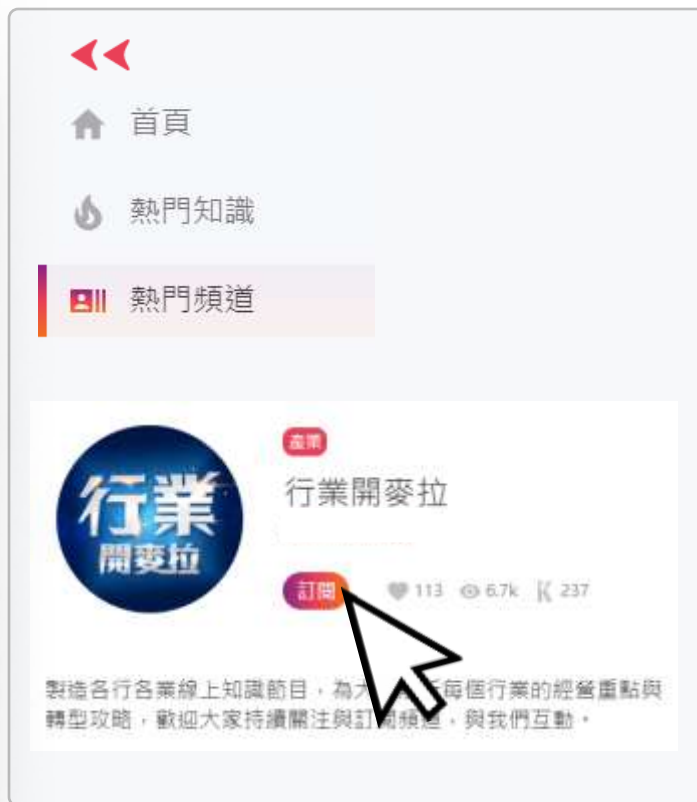 首頁
熱門知識
熱門頻道
產業
行業
開麥拉
行業開麥拉
訂閱 113 6.7k 237
製造各行各業線上知識節目,為大 每個行業的經營重點與
轉型攻略,歡迎大家持續關注與訂閱頻道,與我們互動。